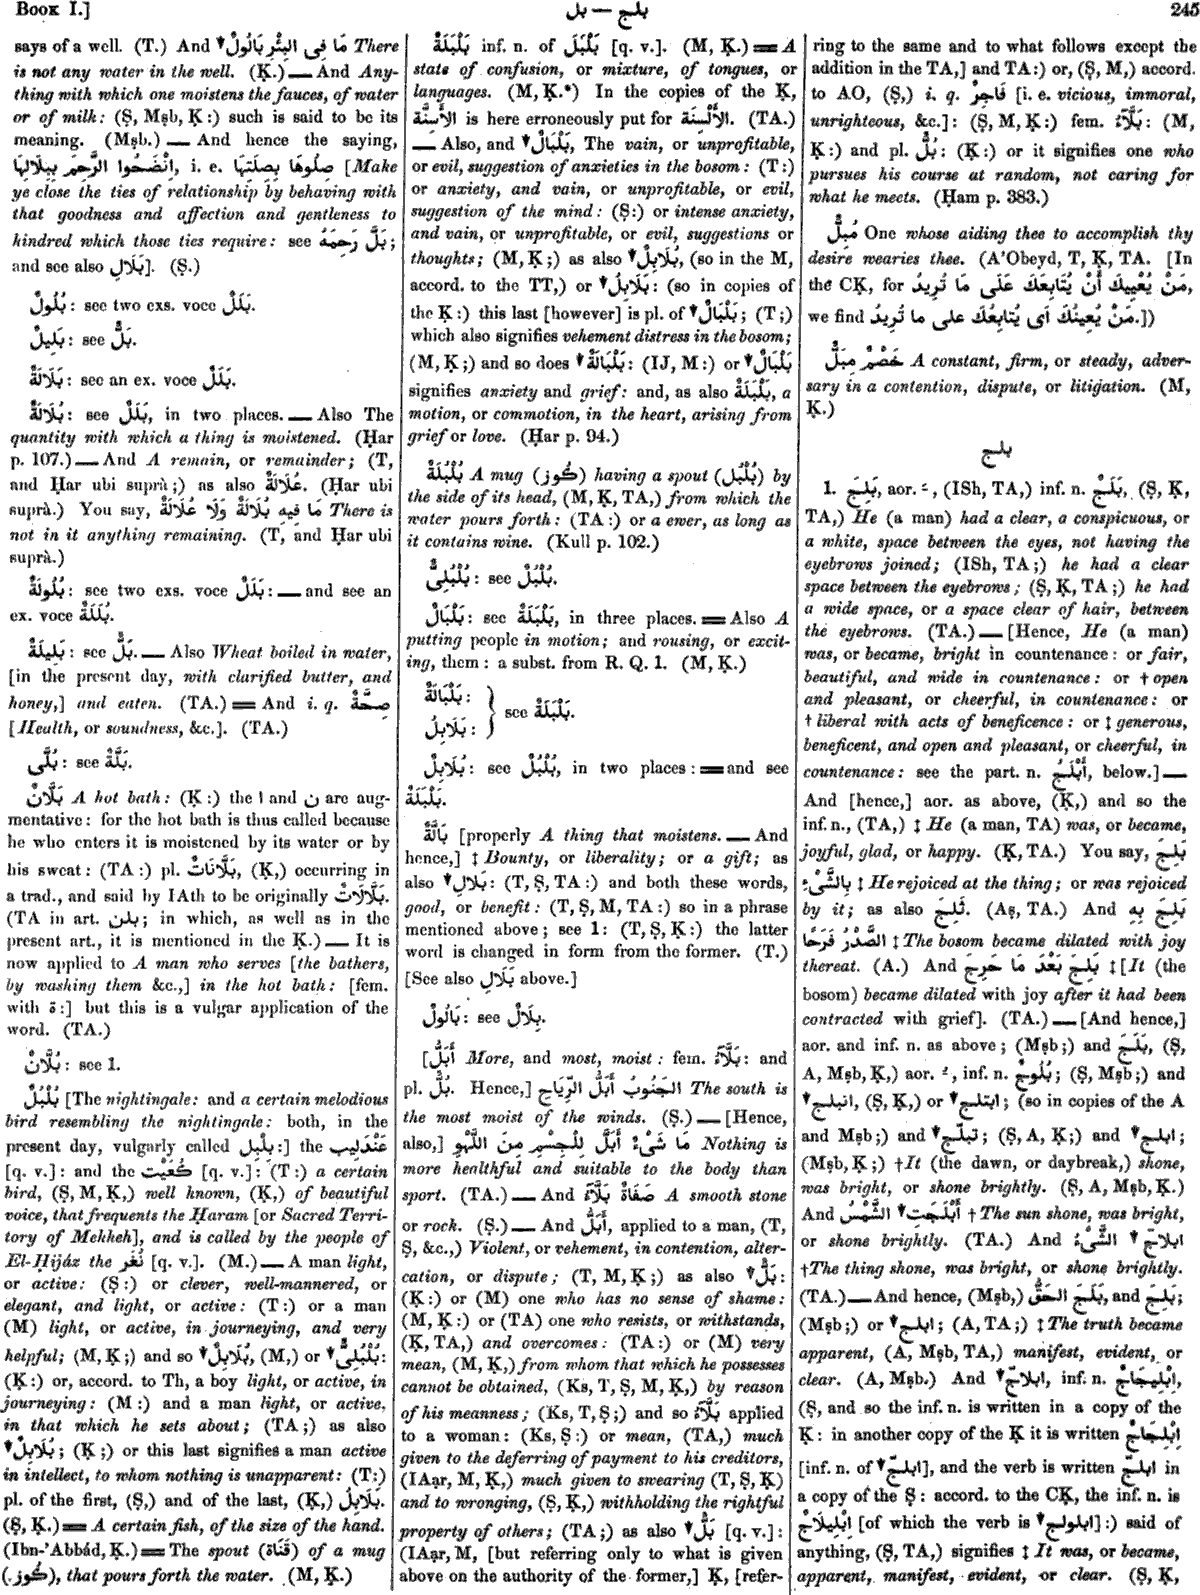 Book I.]
بل — بلج
245
says of a well. (T.) And مَا فِى البِئْرِ بَالُولٌ There
is not any water in the well. (Ḳ.) — And Any-
thing with which one moistens the fauces, of water
or of milk: (Ṣ, Mṣb, Ḳ:) such is said to be its
meaning. (Mṣb.) — And hence the saying,
اِنْضَحُوا الرَّحِمَ بِبِلَالِهَا, i. e. صِلُوهَا بِصِلَتِهَا [Make
ye close the ties of relationship by behaving with
that goodness and affection and gentleness to
kindred which those ties require: see بَلَّ رَحِمَهُ;
and see also بَلَالِ]. (Ṣ.)
بُلُولٌ: see two exs. voce بَلَلٌ.
بَلِيلٌ: see بَلٌّ.
بَلَالَةٌ: see an ex. voce بَلَلٌ.
بُلَالَةٌ: see بَلَلٌ, in two places. — Also The
quantity with which a thing is moistened. (Ḥar
p. 107.) — And A remain, or remainder; (T,
and Ḥar ubi suprà;) as also عُلَالَةٌ. (Ḥar ubi
suprà.) You say, مَا فِيهِ بُلَالَةٌ وَلَا عُلَالَةٌ There is
not in it anything remaining. (T, and Ḥar ubi
suprà.)
بُلُولَةٌ: see two exs. voce بَلَلٌ: — and see an
ex. voce بُلَلَةٌ.
بَلِيلَةٌ: see بَلٌّ. — Also Wheat boiled in water,
[in the present day, with clarified butter, and
honey,] and eaten. (TA.) = And i. q. صِحَّةٌ
[Health, or soundness, &c.]. (TA.)
بُلَّى: see بَلَّةٌ.
بَلَّانٌ A hot bath: (Ḳ:) the ا and ن are aug-
mentative: for the hot bath is thus called because
he who enters it is moistened by its water or by
his sweat: (TA:) pl. بَلَّانَاتٌ, (Ḳ,) occurring in
a trad., and said by IAth to be originally بَلَّالَاتٌ.
(TA in art. بلن; in which, as well as in the
present art., it is mentioned in the Ḳ.) — It is
now applied to A man who serves [the bathers,
by washing them &c.,] in the hot bath: [fem.
with ة:] but this is a vulgar application of the
word. (TA.)
بُلَّانٌ: see 1.
بُلْبُلٌ [The nightingale: and a certain melodious
bird resembling the nightingale: both, in the
present day, vulgarly called بِلْبِل:] the عَنْدَلِيب
[q. v.]: and the كُعَيْت [q. v.]: (T:) a certain
bird, (Ṣ, M, Ḳ,) well known, (Ḳ,) of beautiful
voice, that frequents the Ḥaram [or Sacred Terri-
tory of Mekkeh], and is called by the people of
El-Ḥijáz the نُغَر [q. v.]. (M.) — A man light,
or active: (Ṣ:) or clever, well-mannered, or
elegant, and light, or active: (T:) or a man
(M) light, or active, in journeying, and very
helpful; (M, Ḳ;) and so بُلَابِلٌ, (M,) or بُلْبُلِىٌّ:
(Ḳ:) or, accord. to Th, a boy light, or active, in
journeying: (M:) and a man light, or active,
in that which he sets about; (TA;) as also
بُلَابِلٌ; (Ḳ;) or this last signifies a man active
in intellect, to whom nothing is unapparent: (T:)
pl. of the first, (Ṣ,) and of the last, (Ḳ,) بَلَابِلُ.
(Ṣ, Ḳ.) = A certain fish, of the size of the hand.
(Ibn-'Abbád, Ḳ.) = The spout (قَنَاة) of a mug
(كُوز), that pours forth the water. (M, Ḳ.)
بَلْبَلَةٌ inf. n. of بَلْبَلَ [q. v.]. (M, Ḳ.) = A
state of confusion, or mixture, of tongues, or
languages. (M, Ḳ.*) In the copies of the Ḳ,
الأَسِنَّة is here erroneously put for الأَلْسِنَة. (TA.)
— Also, and بَلْبَالٌ, The vain, or unprofitable,
or evil, suggestion of anxieties in the bosom: (T:)
or anxiety, and vain, or unprofitable, or evil,
suggestion of the mind: (Ṣ:) or intense anxiety,
and vain, or unprofitable, or evil, suggestions or
thoughts; (M, Ḳ;) as also بُلَابِلٌ, (so in the M,
accord. to the TT,) or بَلَابِلُ: (so in copies of
the Ḳ:) this last [however] is pl. of بَلْبَالٌ; (T;)
which also signifies vehement distress in the bosom;
(M, Ḳ;) and so does بَلْبَالَةٌ: (IJ, M:) or بَلْبَالٌ
signifies anxiety and grief: and, as also بَلْبَلَةٌ, a
motion, or commotion, in the heart, arising from
grief or love. (Ḥar p. 94.)
بُلْبُلَةٌ A mug (كُوز) having a spout (بُلْبُل) by
the side of its head, (M, Ḳ, TA,) from which the
water pours forth: (TA:) or a ewer, as long as
it contains wine. (Kull p. 102.)
بُلْبُلِىٌّ: see بُلْبُلٌ.
بَلْبَالٌ: see بَلْبَلَةٌ, in three places. = Also A
putting people in motion; and rousing, or excit-
ing, them: a subst. from R. Q. 1. (M, Ḳ.)
بَلْبَالَةٌ:
بَلَابِلُ:
} see بَلْبَلَةٌ.
بُلَابِلٌ: see بُلْبُلٌ, in two places: = and see
بَلْبَلَةٌ.
بَالَّةٌ [properly A thing that moistens. — And
hence,] ‡ Bounty, or liberality; or a gift; as
also بَلَالِ: (T, Ṣ, TA:) and both these words,
good, or benefit: (T, Ṣ, M, TA:) so in a phrase
mentioned above; see 1: (T, Ṣ, Ḳ:) the latter
word is changed in form from the former. (T.)
[See also بَلَالِ above.]
بَالُولٌ: see بِلَالٌ.
[أَبَلُّ More, and most, moist: fem. بَلَّآءُ: and
pl. بُلٌّ. Hence,] الجَنُوبُ أَبَلُّ الرِّيَاحِ The south is
the most moist of the winds. (Ṣ.) — [Hence,
also,] مَا شَىْءٌ أَبَلَّ لِلْجِسْمِ مِنَ اللَّهْوِ Nothing is
more healthful and suitable to the body than
sport. (TA.) — And صَفَاةٌ بَلَّآءُ A smooth stone
or rock. (Ṣ.) — And أَبَلُّ, applied to a man, (T,
Ṣ, &c.,) Violent, or vehement, in contention, alter-
cation, or dispute; (T, M, Ḳ;) as also بَلٌّ:
(Ḳ:) or (M) one who has no sense of shame:
(M, Ḳ:) or (TA) one who resists, or withstands,
(Ḳ, TA,) and overcomes: (TA:) or (M) very
mean, (M, Ḳ,) from whom that which he possesses
cannot be obtained, (Ks, T, Ṣ, M, Ḳ,) by reason
of his meanness; (Ks, T, Ṣ;) and so بَلَّآءُ applied
to a woman: (Ks, Ṣ:) or mean, (TA,) much
given to the deferring of payment to his creditors,
(IAạr, M, Ḳ,) much given to swearing (T, Ṣ, Ḳ)
and to wronging, (Ṣ, Ḳ,) withholding the rightful
property of others; (TA;) as also بَلٌّ [q. v.]:
(IAạr, M, [but referring only to what is given
above on the authority of the former,] Ḳ, [refer-
ring to the same and to what follows except the
addition in the TA,] and TA:) or, (Ṣ, M,) accord.
to AO, (Ṣ,) i. q. فَاجِرٌ [i. e. vicious, immoral,
unrighteous, &c.]: (Ṣ, M, Ḳ:) fem. بَلَّآءُ: (M,
Ḳ:) and pl. بُلٌّ: (Ḳ:) or it signifies one who
pursues his course at random, not caring for
what he meets. (Ḥam p. 383.)
مُبِلٌّ One whose aiding thee to accomplish thy
desire wearies thee. (A'Obeyd, T, Ḳ, TA. [In
the CḲ, for مَنْ يُعْيِيكَ أَنْ يُتَابِعَكَ عَلَى مَا تُرِيدُ,
we find مَنْ يُعِينُكَ اَى يُتَابِعُكَ على ما تُرِيدُ.])
خَصْمٌ مِبَلٌّ A constant, firm, or steady, adver-
sary in a contention, dispute, or litigation. (M,
Ḳ.)
بلج
1. بَلِجَ, aor. ـَ, (ISh, TA,) inf. n. بَلَجٌ, (Ṣ, Ḳ,
TA,) He (a man) had a clear, a conspicuous, or
a white, space between the eyes, not having the
eyebrows joined; (ISh, TA;) he had a clear
space between the eyebrows; (Ṣ, Ḳ, TA;) he had
a wide space, or a space clear of hair, between
the eyebrows. (TA.) — [Hence, He (a man)
was, or became, bright in countenance: or fair,
beautiful, and wide in countenance: or † open
and pleasant, or cheerful, in countenance: or
† liberal with acts of beneficence: or ‡ generous,
beneficent, and open and pleasant, or cheerful, in
countenance: see the part. n. أَبْلَجُ, below.] —
And [hence,] aor. as above, (Ḳ,) and so the
inf. n., (TA,) ‡ He (a man, TA) was, or became,
joyful, glad, or happy. (Ḳ, TA.) You say, بَلِجَ
بِالشَّىْءِ ‡ He rejoiced at the thing; or was rejoiced
by it; as also ثَلِجَ. (Aṣ, TA.) And بَلِجَ بِهِ
الصَّدْرُ فَرَحًا ‡ The bosom became dilated with joy
thereat. (A.) And بَلِجَ بَعْدَ مَا حَرِجَ ‡ [It (the
bosom) became dilated with joy after it had been
contracted with grief]. (TA.) — [And hence,]
aor. and inf. n. as above; (Mṣb;) and بَلَجَ, (Ṣ,
A, Mṣb, Ḳ,) aor. ـُ, inf. n. بُلُوجٌ; (Ṣ, Mṣb;) and
انبلج, (Ṣ, Ḳ,) or ابتلج; (so in copies of the A
and Mṣb;) and تبلّج; (Ṣ, A, Ḳ;) and ابلج;
(Mṣb, Ḳ;) † It (the dawn, or daybreak,) shone,
was bright, or shone brightly. (Ṣ, A, Mṣb, Ḳ.)
And أَبْلَجَتِ الشَّمْسُ † The sun shone, was bright,
or shone brightly. (TA.) And ابلاجّ الشَّىْءُ
† The thing shone, was bright, or shone brightly.
(TA.) — And hence, (Mṣb,) بَلِجَ الحَقُّ, and بَلَجَ;
(Mṣb;) or ابلج; (A, TA;) ‡ The truth became
apparent, (A, Mṣb, TA,) manifest, evident, or
clear. (A, Mṣb.) And ابلاجّ, inf. n. اِبْلِيجَاجٌ,
(Ṣ, and so the inf. n. is written in a copy of the
Ḳ: in another copy of the Ḳ it is written اِبْلِجَاجٌ
[inf. n. of ابلجّ], and the verb is written ابلجّ in
a copy of the Ṣ: accord. to the CḲ, the inf. n. is
اِبْلِيلَاجٌ [of which the verb is ابلولج]:) said of
anything, (Ṣ, TA,) signifies ‡ It was, or became,
apparent, manifest, evident, or clear. (Ṣ, Ḳ,